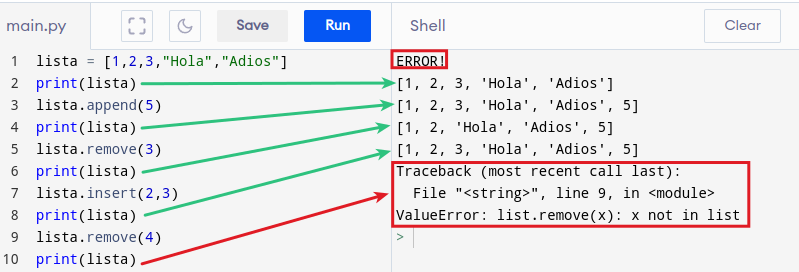 main.py
Save
Run
Shell
Clear
1 lista = [1,2,3,"Hola","Adios"]
2 print(lista)
3 lista.append(5)
4 print(lista)
5 lista.remove(3)
6 print(lista)
7 lista.insert(2,3)
8 print(lista)
9 lista.remove(4)
10 print(lista)
ERROR!
[1, 2, 3, 'Hola', 'Adios']
[1, 2, 3, 'Hola', 'Adios', 5]
[1, 2, 'Hola', 'Adios', 5]
[1, 2, 3, 'Hola', 'Adios', 5]
Traceback (most recent call last):
  File "<string>", line 9, in <module>
ValueError: list.remove(x): x not in list
>